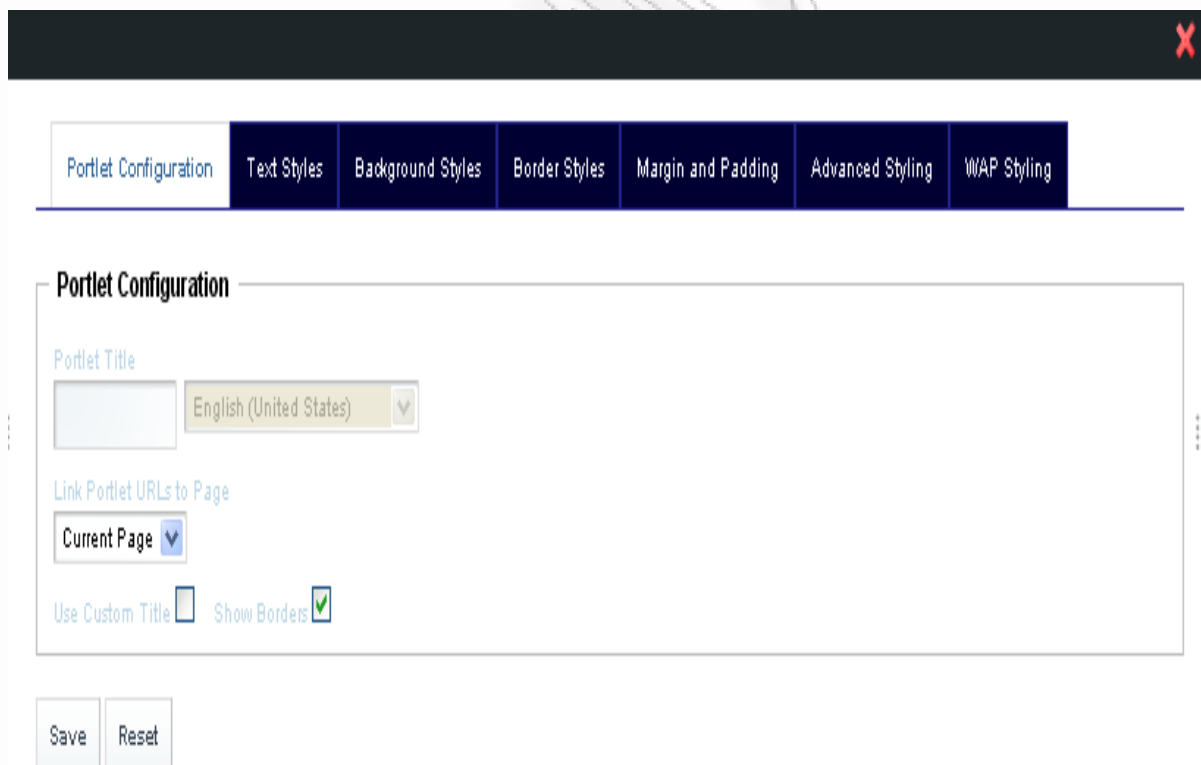 Portlet Configuration Text Styles Background Styles Border Styles Margin and Padding Advanced Styling WAP Styling
Portlet Configuration
Portlet Title
English (United States)
Link Portlet URLs to Page
Current Page
Use Custom Title Show Borders
Save Reset